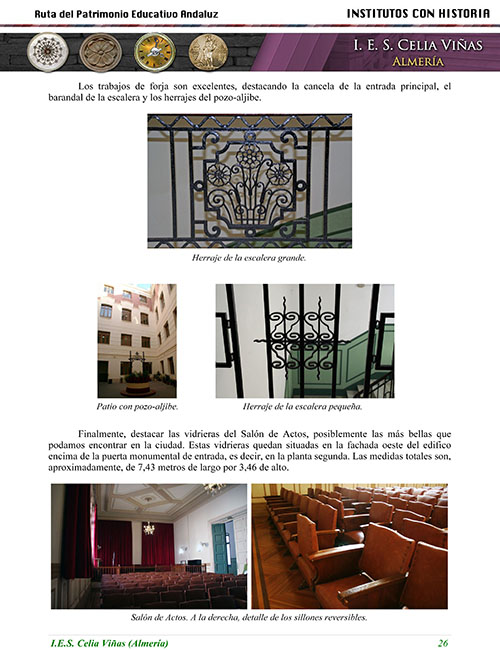 Ruta del Patrimonio Educativo Andaluz
INSTITUTOS CON HISTORIA
I. E. S. CELIA VIÑAS
ALMERÍA
Los trabajos de forja son excelentes, destacando la cancela de la entrada principal, el
barandal de la escalera y los herrajes del pozo-aljibe.
Herraje de la escalera grande.
Patio con pozo-aljibe.
Herraje de la escalera pequeña.
Finalmente, destacar las vidrieras del Salón de Actos, posiblemente las más bellas que
podamos encontrar en la ciudad. Estas vidrieras quedan situadas en la fachada oeste del edifico
encima de la puerta monumental de entrada, es decir, en la planta segunda. Las medidas totales son,
aproximadamente, de 7,43 metros de largo por 3,46 de alto.
Salón de Actos. A la derecha, detalle de los sillones reversibles.
I.E.S. Celia Viñas (Almería)
26